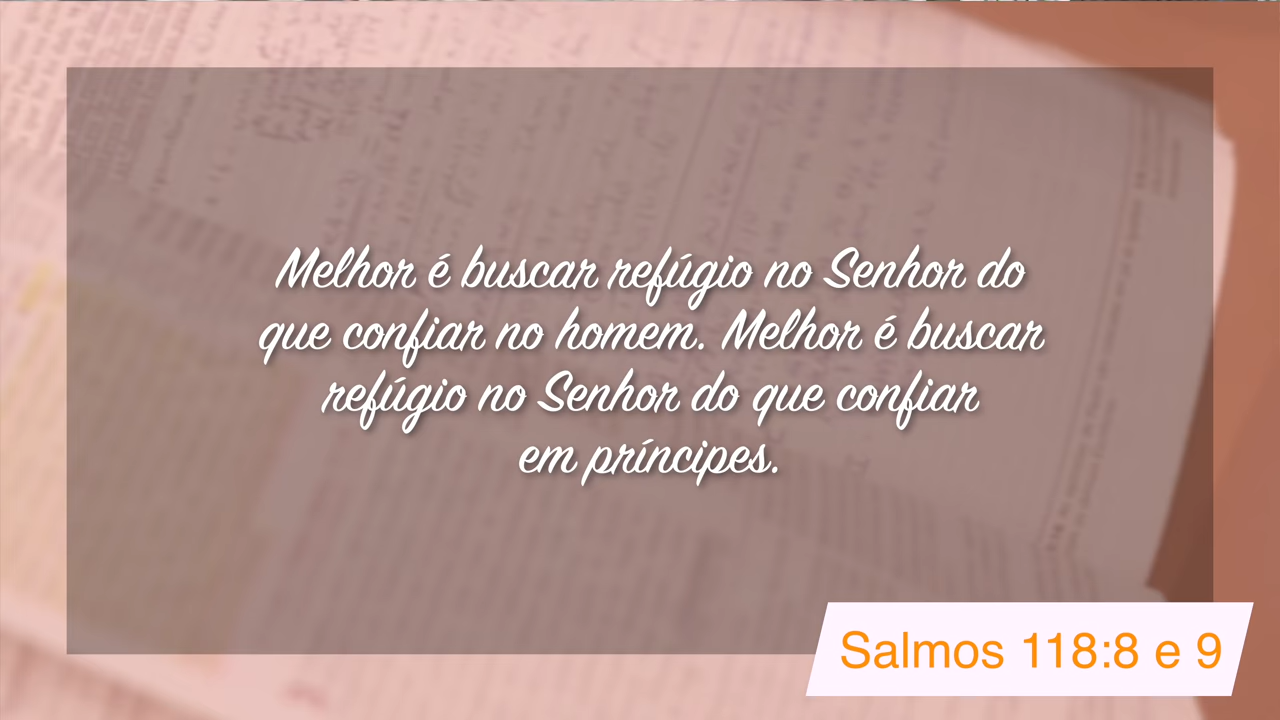 Melhor é buscar refúgio no Senhor do
que confiar no homem. Melhor é buscar
refúgio no Senhor do que confiar
em príncipes.
Salmos 118:8 e 9